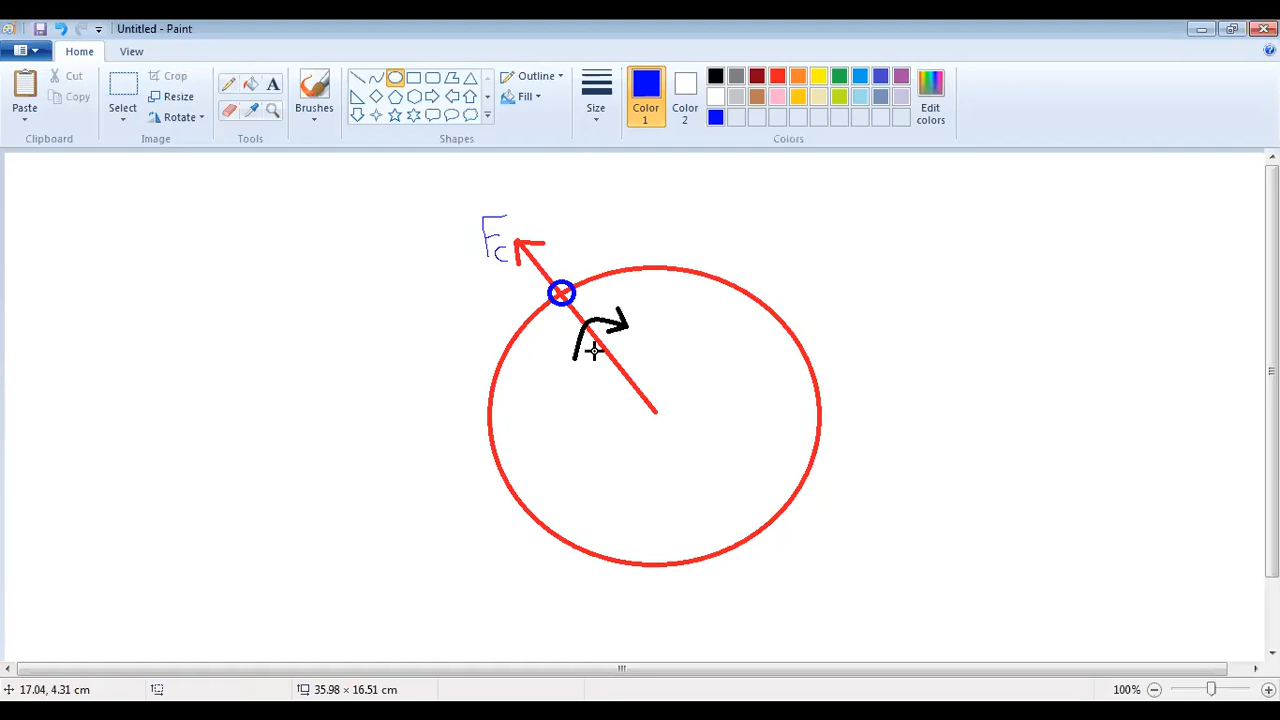 Untitled - Paint
Home View
Paste
Cut
Copy
Clipboard
Select
Crop
Resize
Rotate
Image
A
Tools
Brushes
Outline
Fill
Shapes
Size
Color 1
Color 2
Edit colors
Colors
Fc
17.04, 4.31 cm
35.98 × 16.51 cm
100%